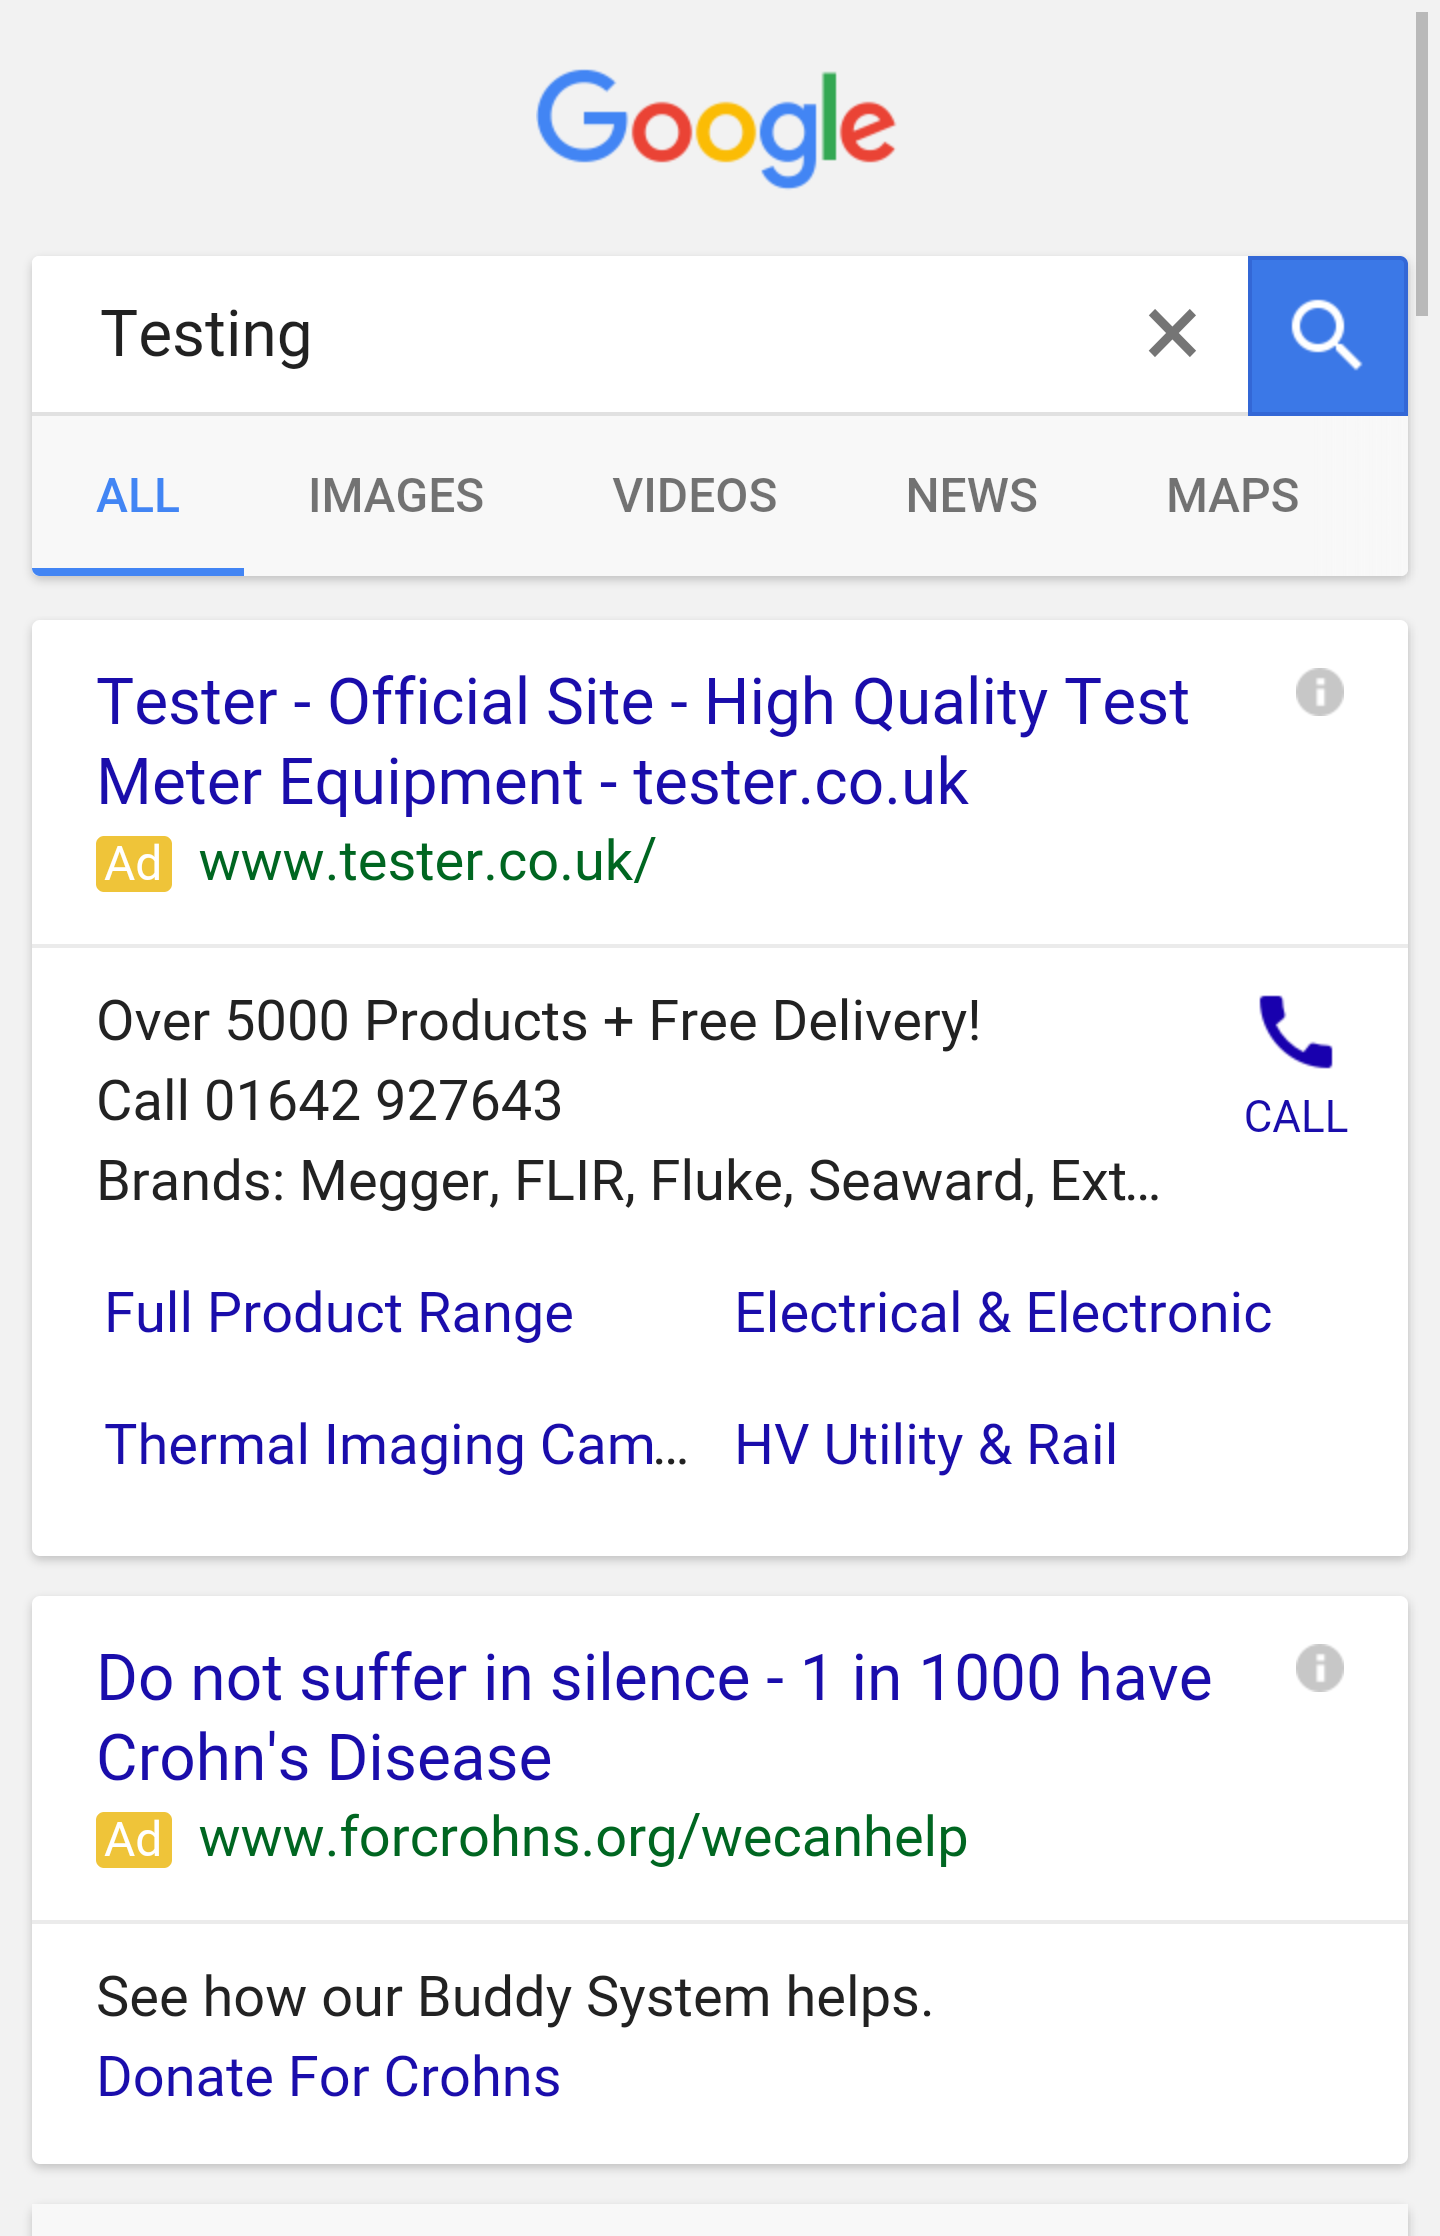 Google
Testing
ALL IMAGES VIDEOS NEWS MAPS
Tester - Official Site - High Quality Test
Meter Equipment - tester.co.uk
Ad www.tester.co.uk/
Over 5000 Products + Free Delivery!
Call 01642 927643
Brands: Megger, FLIR, Fluke, Seaward, Ext...
CALL
Full Product Range Electrical & Electronic
Thermal Imaging Cam... HV Utility & Rail
Do not suffer in silence - 1 in 1000 have
Crohn's Disease
Ad www.forcrohns.org/wecanhelp
See how our Buddy System helps.
Donate For Crohns